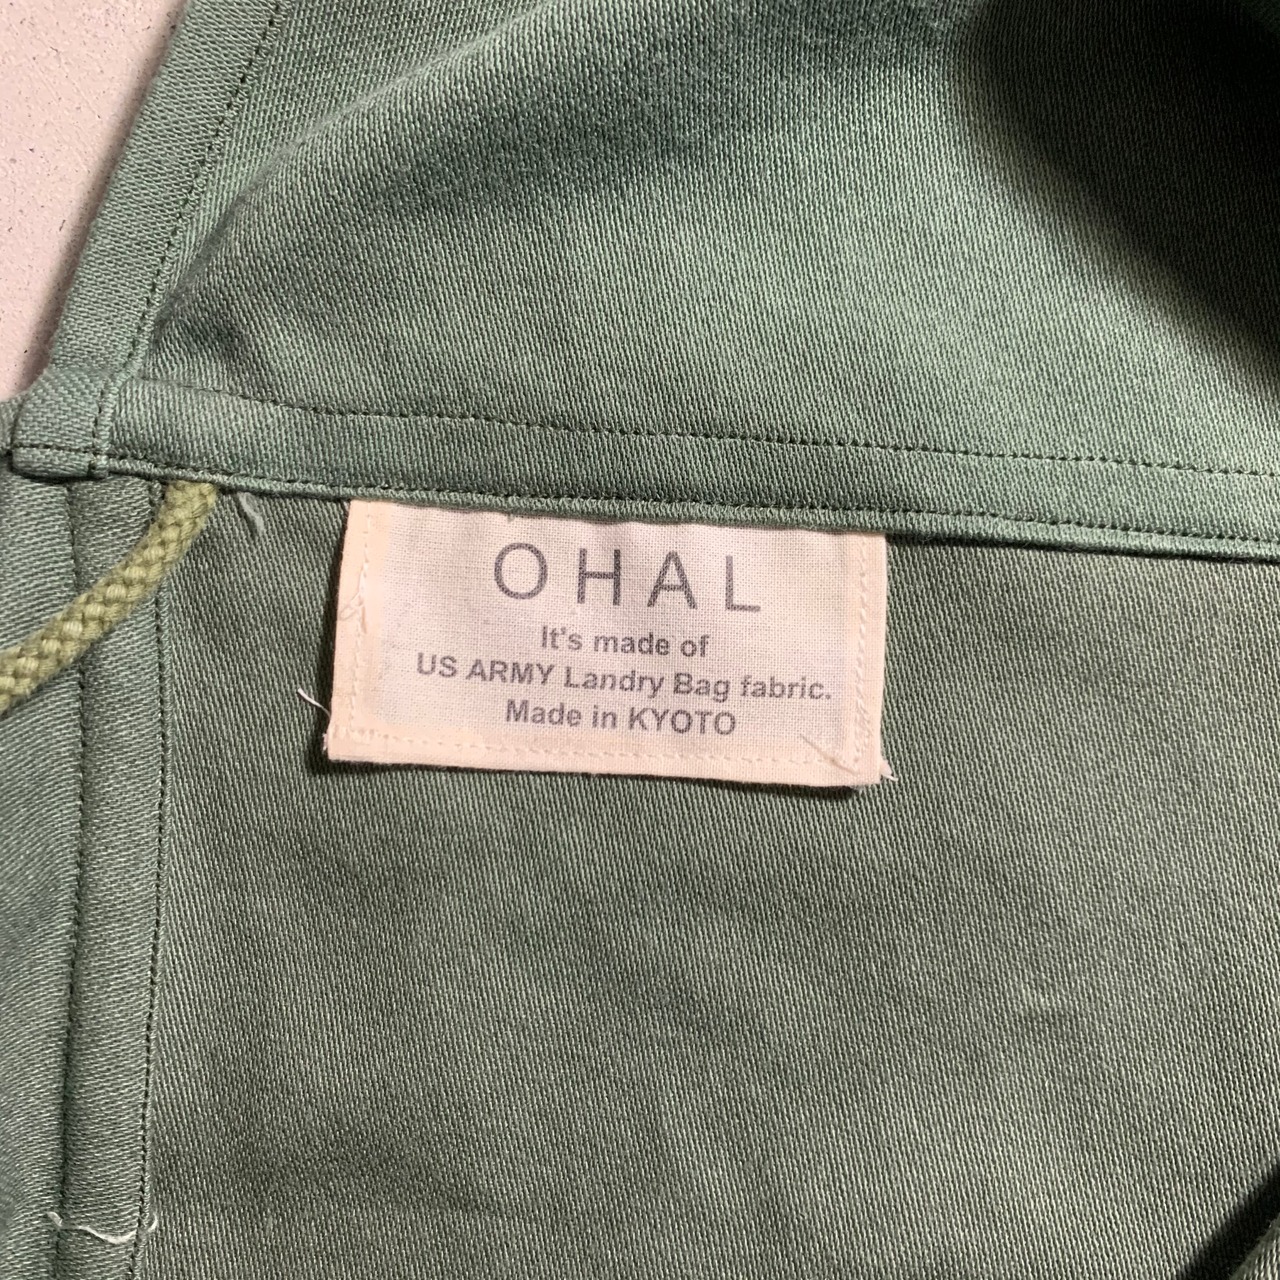 OHAL
It's made of
US ARMY Landry Bag fabric.
Made in KYOTO